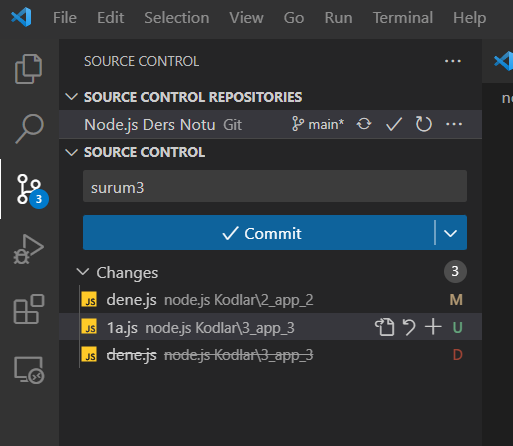 File Edit Selection View Go Run Terminal Help
SOURCE CONTROL
SOURCE CONTROL REPOSITORIES
Node.js Ders Notu Git main*
SOURCE CONTROL
surum3
Commit
Changes 3
JS dene.js node.js Kodlar\2_app_2 M
JS 1a.js node.js Kodlar\3_app_3 U
JS dene.js node.js Kodlar\3_app_3 D
3